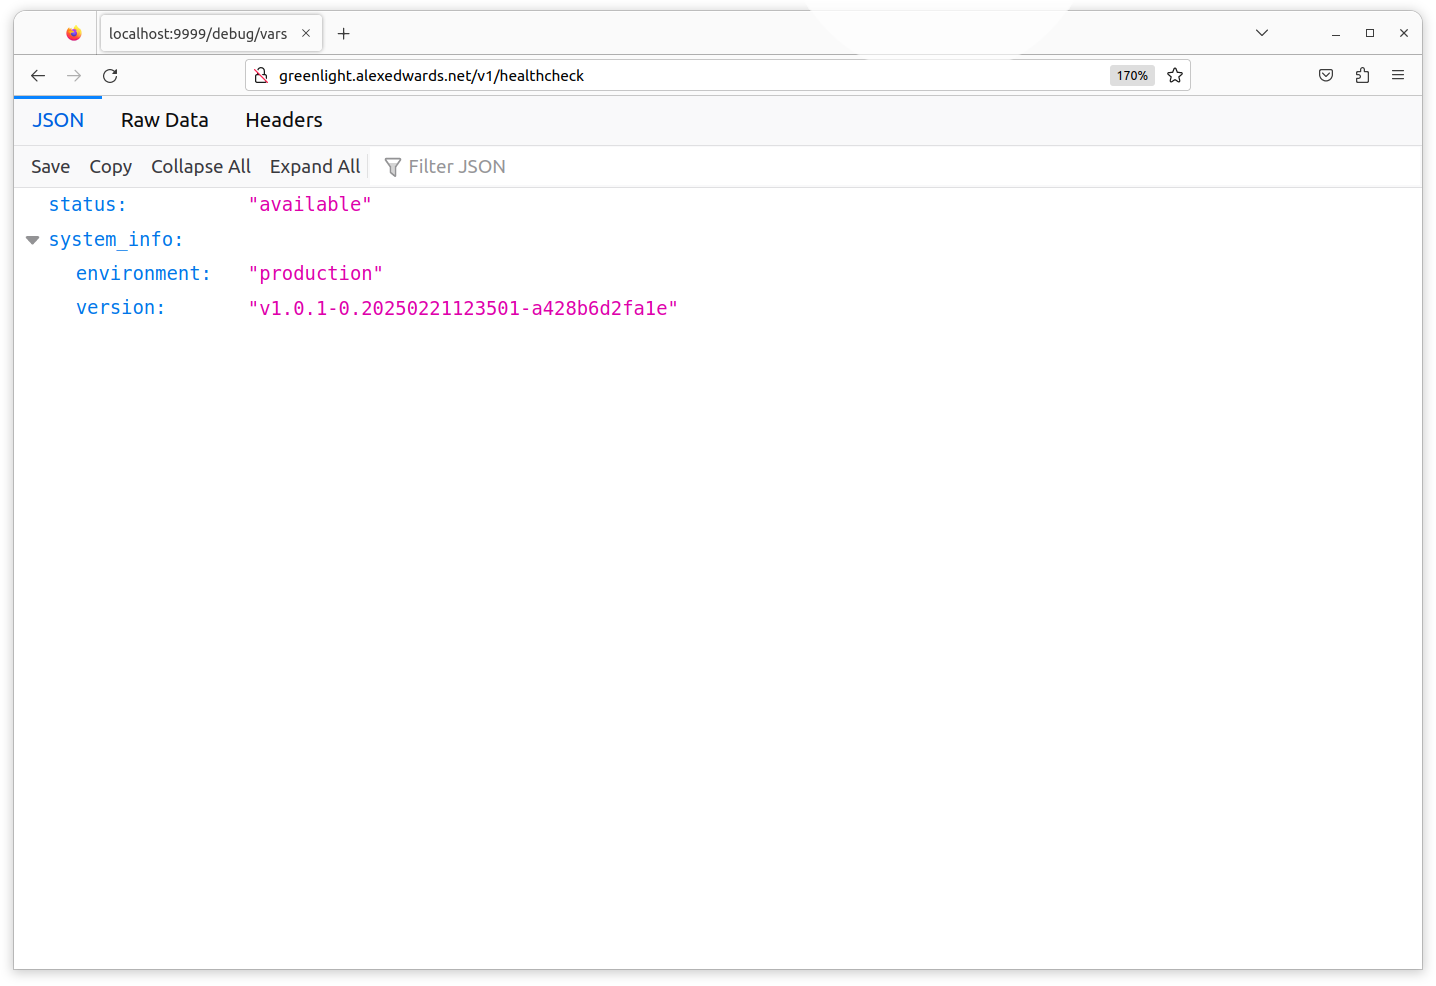 localhost:9999/debug/vars
greenlight.alexedwards.net/v1/healthcheck 170%
JSON Raw Data Headers
Save Copy Collapse All Expand All Filter JSON
status: "available"
system_info:
environment: "production"
version: "v1.0.1-0.20250221123501-a428b6d2fa1e"